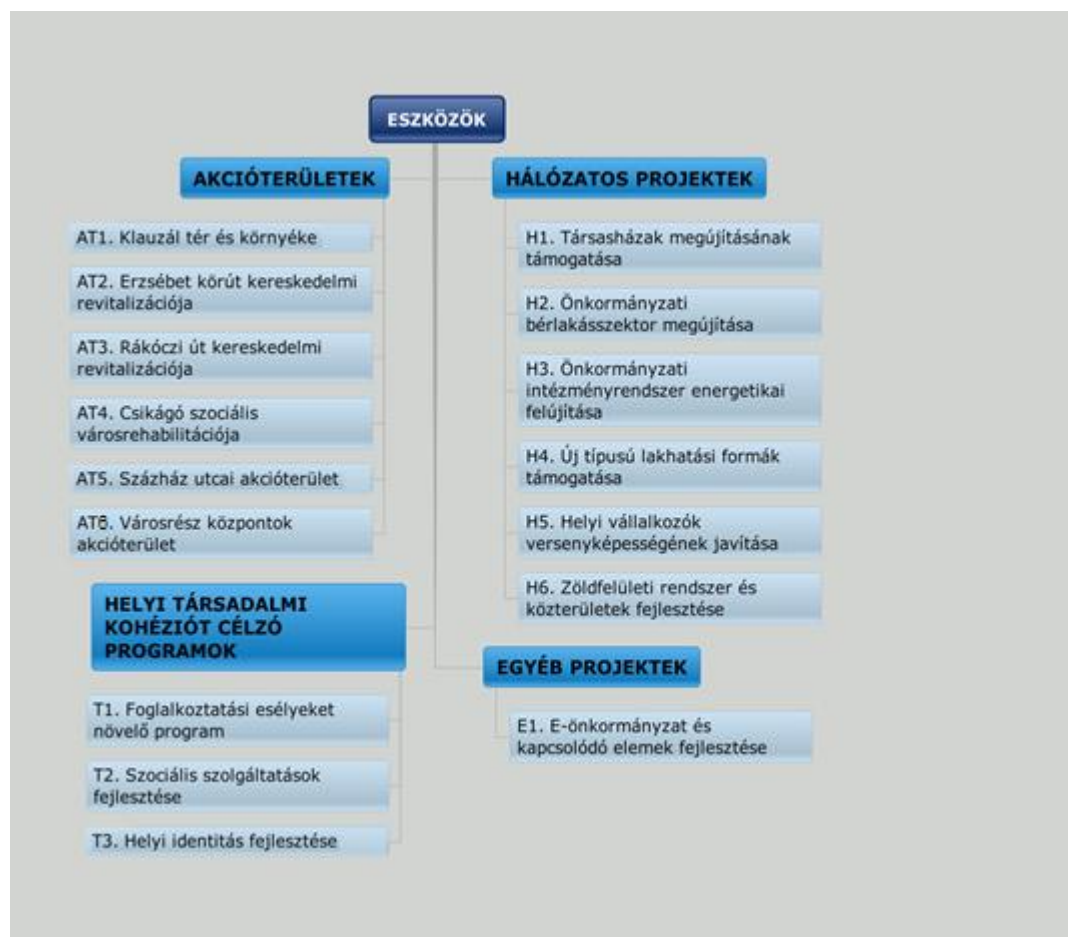 ESZKÖZÖK
AKCIÓTERÜLETEK
AT1. Klauzál tér és környéke
AT2. Erzsébet körút kereskedelmi
revitalizációja
AT3. Rákóczi út kereskedelmi
revitalizációja
AT4. Csikágó szociális
városrehabilitációja
AT5. Százház utcai akcióterület
AT6. Városrész központok
akcióterület
HÁLÓZATOS PROJEKTEK
H1. Társasházak megújításának
támogatása
H2. Önkormányzati
bérlakásszektor megújítása
H3. Önkormányzati
intézményrendszer energetikai
felújítása
H4. Új típusú lakhatási formák
támogatása
H5. Helyi vállalkozók
versenyképességének javítása
H6. Zöldfelületi rendszer és
közterületek fejlesztése
HELYI TÁRSADALMI
KOHÉZIÓT CÉLZÓ
PROGRAMOK
T1. Foglalkoztatási esélyeket
növelő program
T2. Szociális szolgáltatások
fejlesztése
T3. Helyi identitás fejlesztése
EGYÉB PROJEKTEK
E1. E-önkormányzat és
kapcsolódó elemek fejlesztése